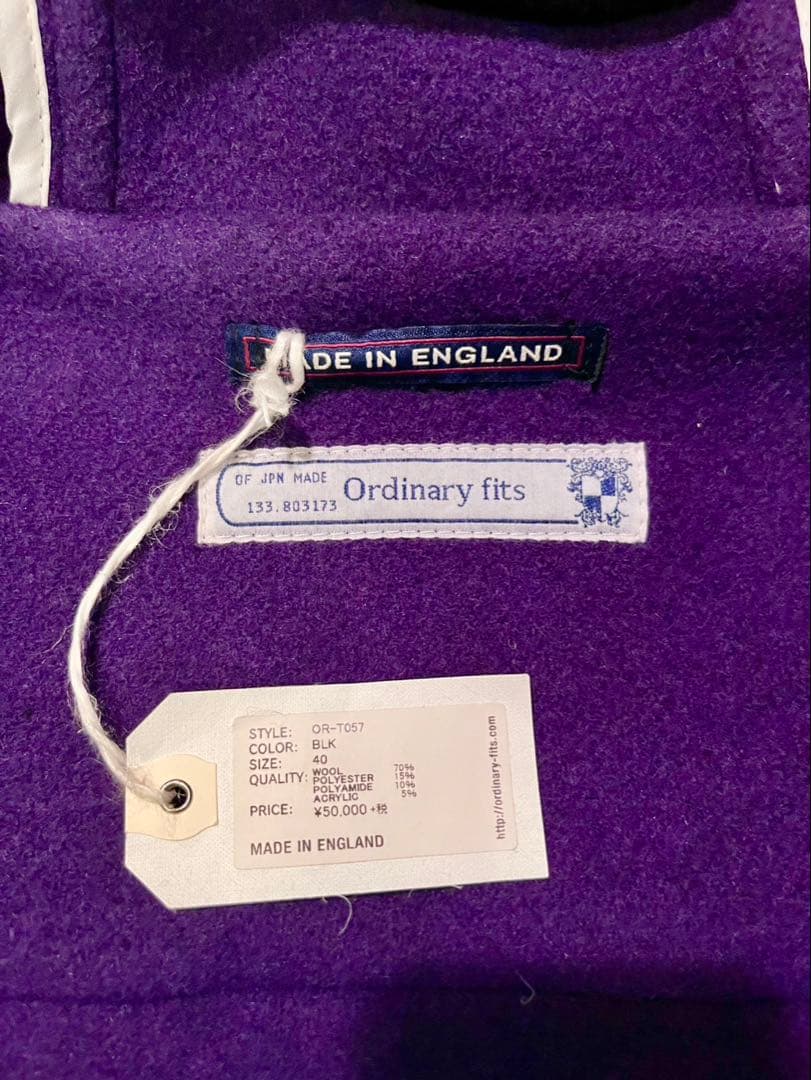 MADE IN ENGLAND
OF JPN MADE
133.803173
Ordinary fits
STYLE: OR-T057
COLOR: BLK
SIZE: 40
QUALITY: WOOL 70%
POLYESTER 15%
POLYAMIDE 10%
ACRYLIC 5%
PRICE: ¥50,000+税
MADE IN ENGLAND
http://ordinary-fits.com